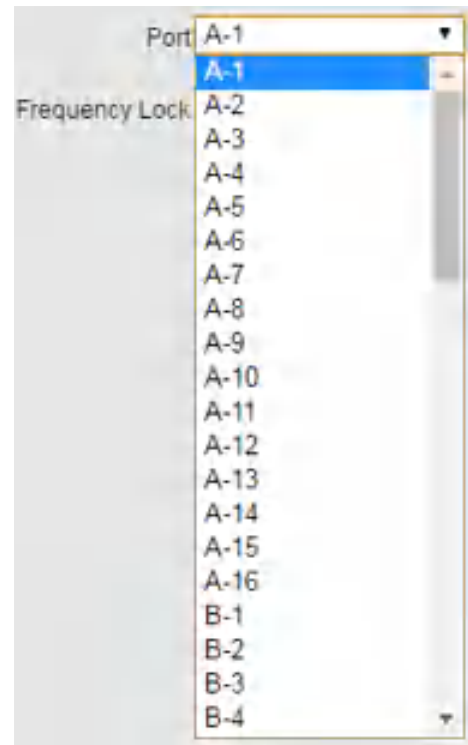 Port A-1
A-1
Frequency Lock A-2
A-3
A-4
A-5
A-6
A-7
A-8
A-9
A-10
A-11
A-12
A-13
A-14
A-15
A-16
B-1
B-2
B-3
B-4